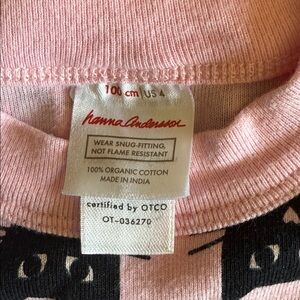 100 cm | US 4
hanna andersson
WEAR SNUG-FITTING,
NOT FLAME RESISTANT
100% ORGANIC COTTON
MADE IN INDIA
certified by OTCO
OT-036270